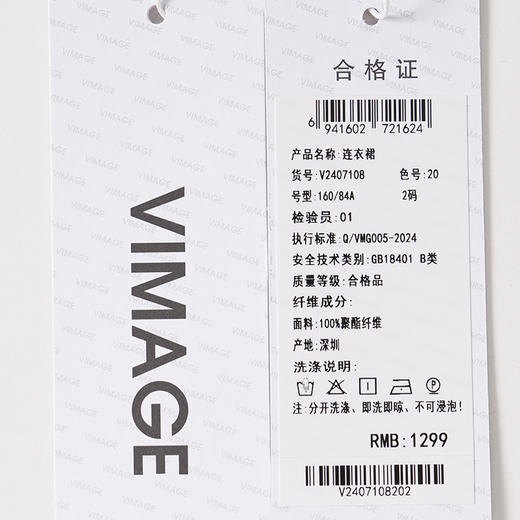 VIMAGE
合格证
6 941602 721624
产品名称:连衣裙
货号:V2407108 色号:20
号型:160/84A 2码
检验员:01
执行标准:Q/VMG005-2024
安全技术类别:GB18401 B类
质量等级:合格品
纤维成分:
面料:100%聚酯纤维
产地:深圳
洗涤说明:
注:分开洗涤、即洗即晾、不可浸泡!
RMB:1299
V2407108202